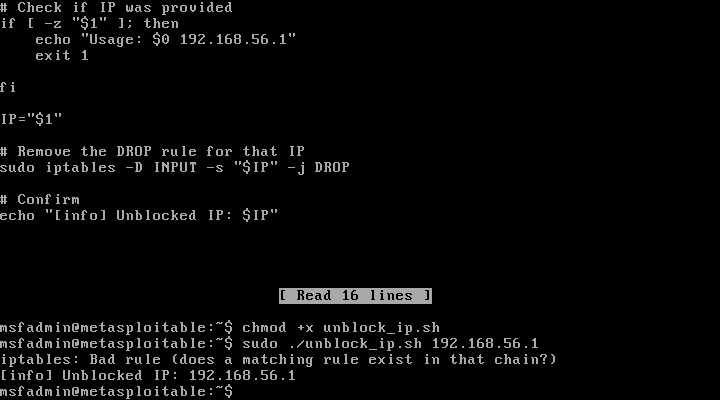 # Check if IP was provided
if [ -z "$1" ]; then
    echo "Usage: $0 192.168.56.1"
    exit 1
fi
IP="$1"
# Remove the DROP rule for that IP
sudo iptables -D INPUT -s "$IP" -j DROP
# Confirm
echo "[info] Unblocked IP: $IP"
[ Read 16 lines ]
msfadmin@metasploitable:~$ chmod +x unblock_ip.sh
msfadmin@metasploitable:~$ sudo ./unblock_ip.sh 192.168.56.1
iptables: Bad rule (does a matching rule exist in that chain?)
[info] Unblocked IP: 192.168.56.1
msfadmin@metasploitable:~$